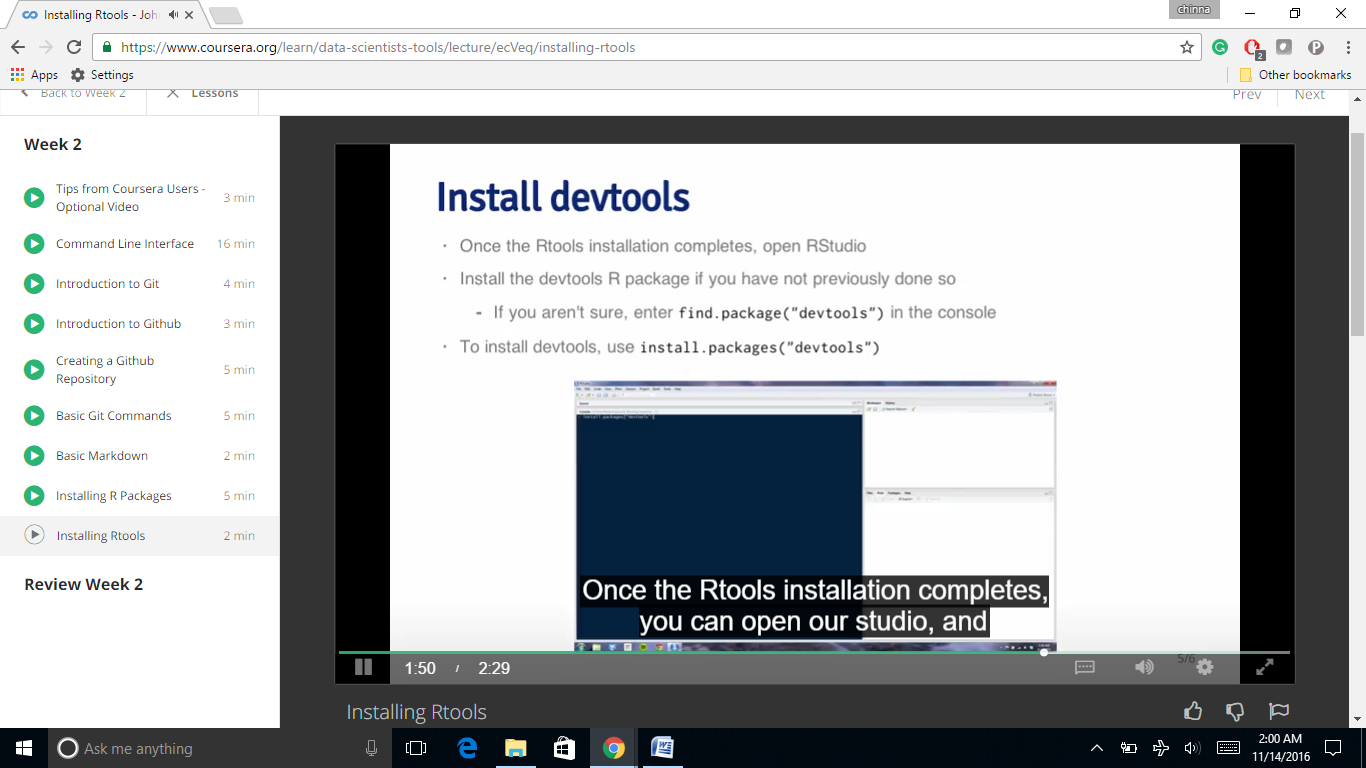 Installing Rtools - Joh
chinna
https://www.coursera.org/learn/data-scientists-tools/lecture/ecVeq/installing-rtools
2
Apps Settings Other bookmarks
Back to Week 2 Lessons Prev Next
Week 2
Tips from Coursera Users -
Optional Video 3 min
Command Line Interface 16 min
Introduction to Git 4 min
Introduction to Github 3 min
Creating a Github
Repository 5 min
Basic Git Commands 5 min
Basic Markdown 2 min
Installing R Packages 5 min
Installing Rtools 2 min
Review Week 2
Install devtools
· Once the Rtools installation completes, open RStudio
· Install the devtools R package if you have not previously done so
- If you aren't sure, enter find.package("devtools") in the console
· To install devtools, use install.packages("devtools")
install.packages("devtools"
Once the Rtools installation completes,
you can open our studio, and
1:50 / 2:29
5/6
Installing Rtools
Ask me anything
2:00 AM
11/14/2016